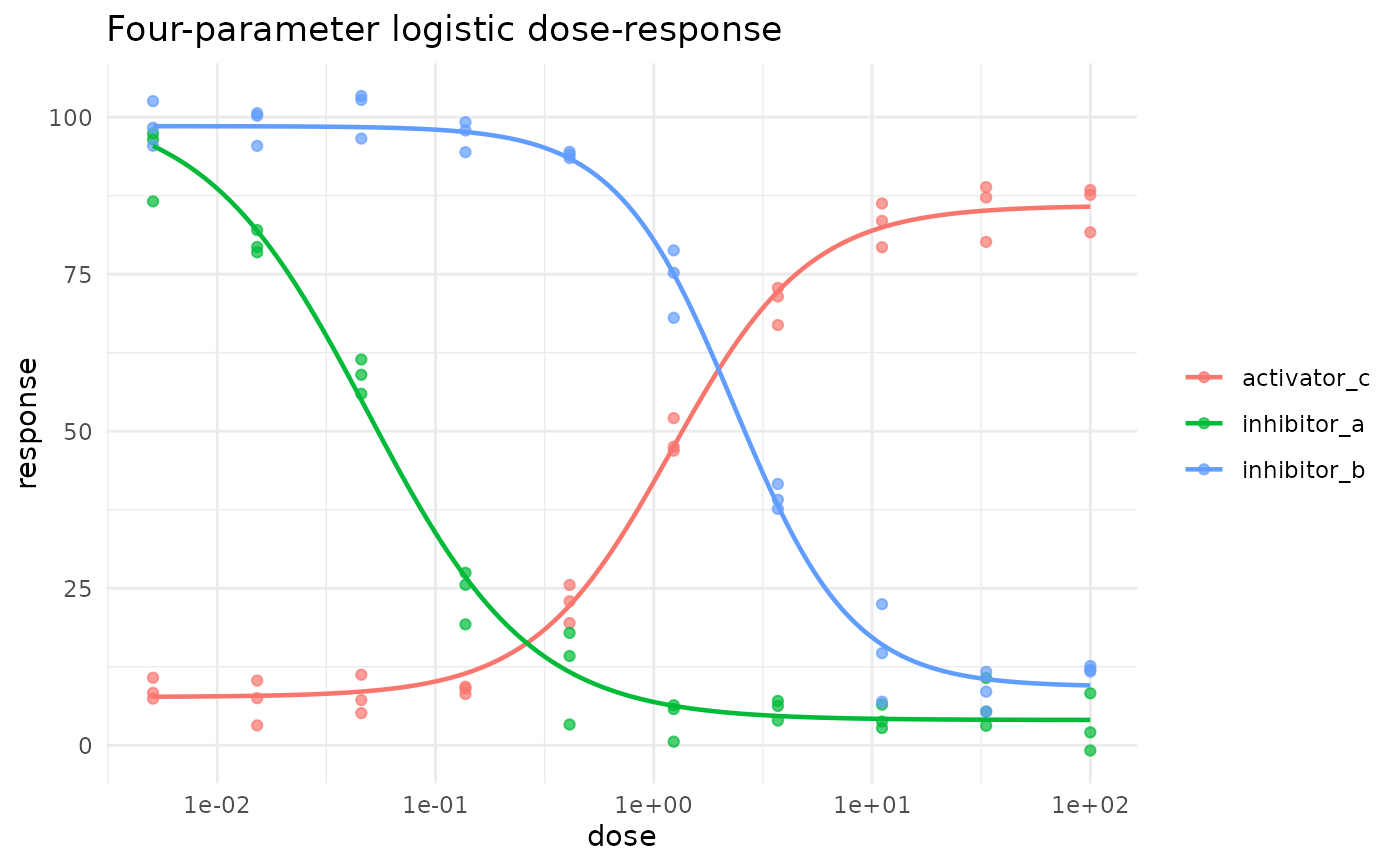 Four-parameter logistic dose-response
100
75
50
25
0
response
1e-02
1e-01
1e+00
1e+01
1e+02
dose
activator_c
inhibitor_a
inhibitor_b